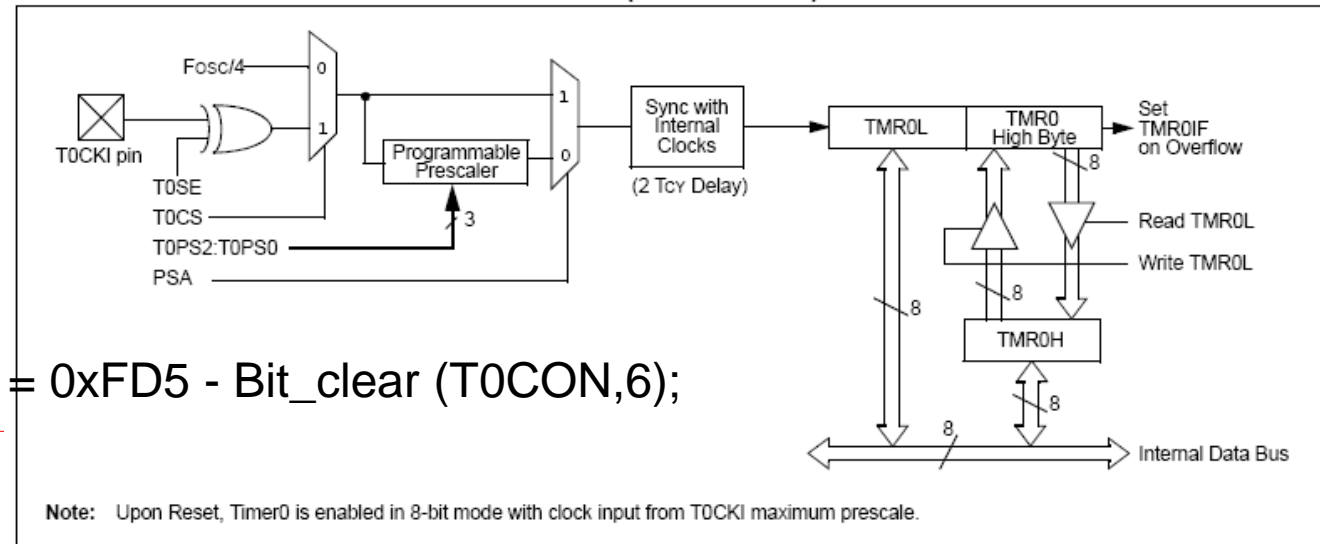 Fosc/4
0
1
T0CKI pin
T0SE
T0CS
T0PS2:T0PS0
PSA
Programmable
Prescaler
3
1
0
Sync with
Internal
Clocks
(2 TCY Delay)
TMR0L
TMR0
High Byte
Set
TMR0IF
on Overflow
8
Read TMR0L
Write TMR0L
8
8
TMR0H
8
8
Internal Data Bus
= 0xFD5 - Bit_clear (T0CON,6);
Note: Upon Reset, Timer0 is enabled in 8-bit mode with clock input from T0CKI maximum prescale.